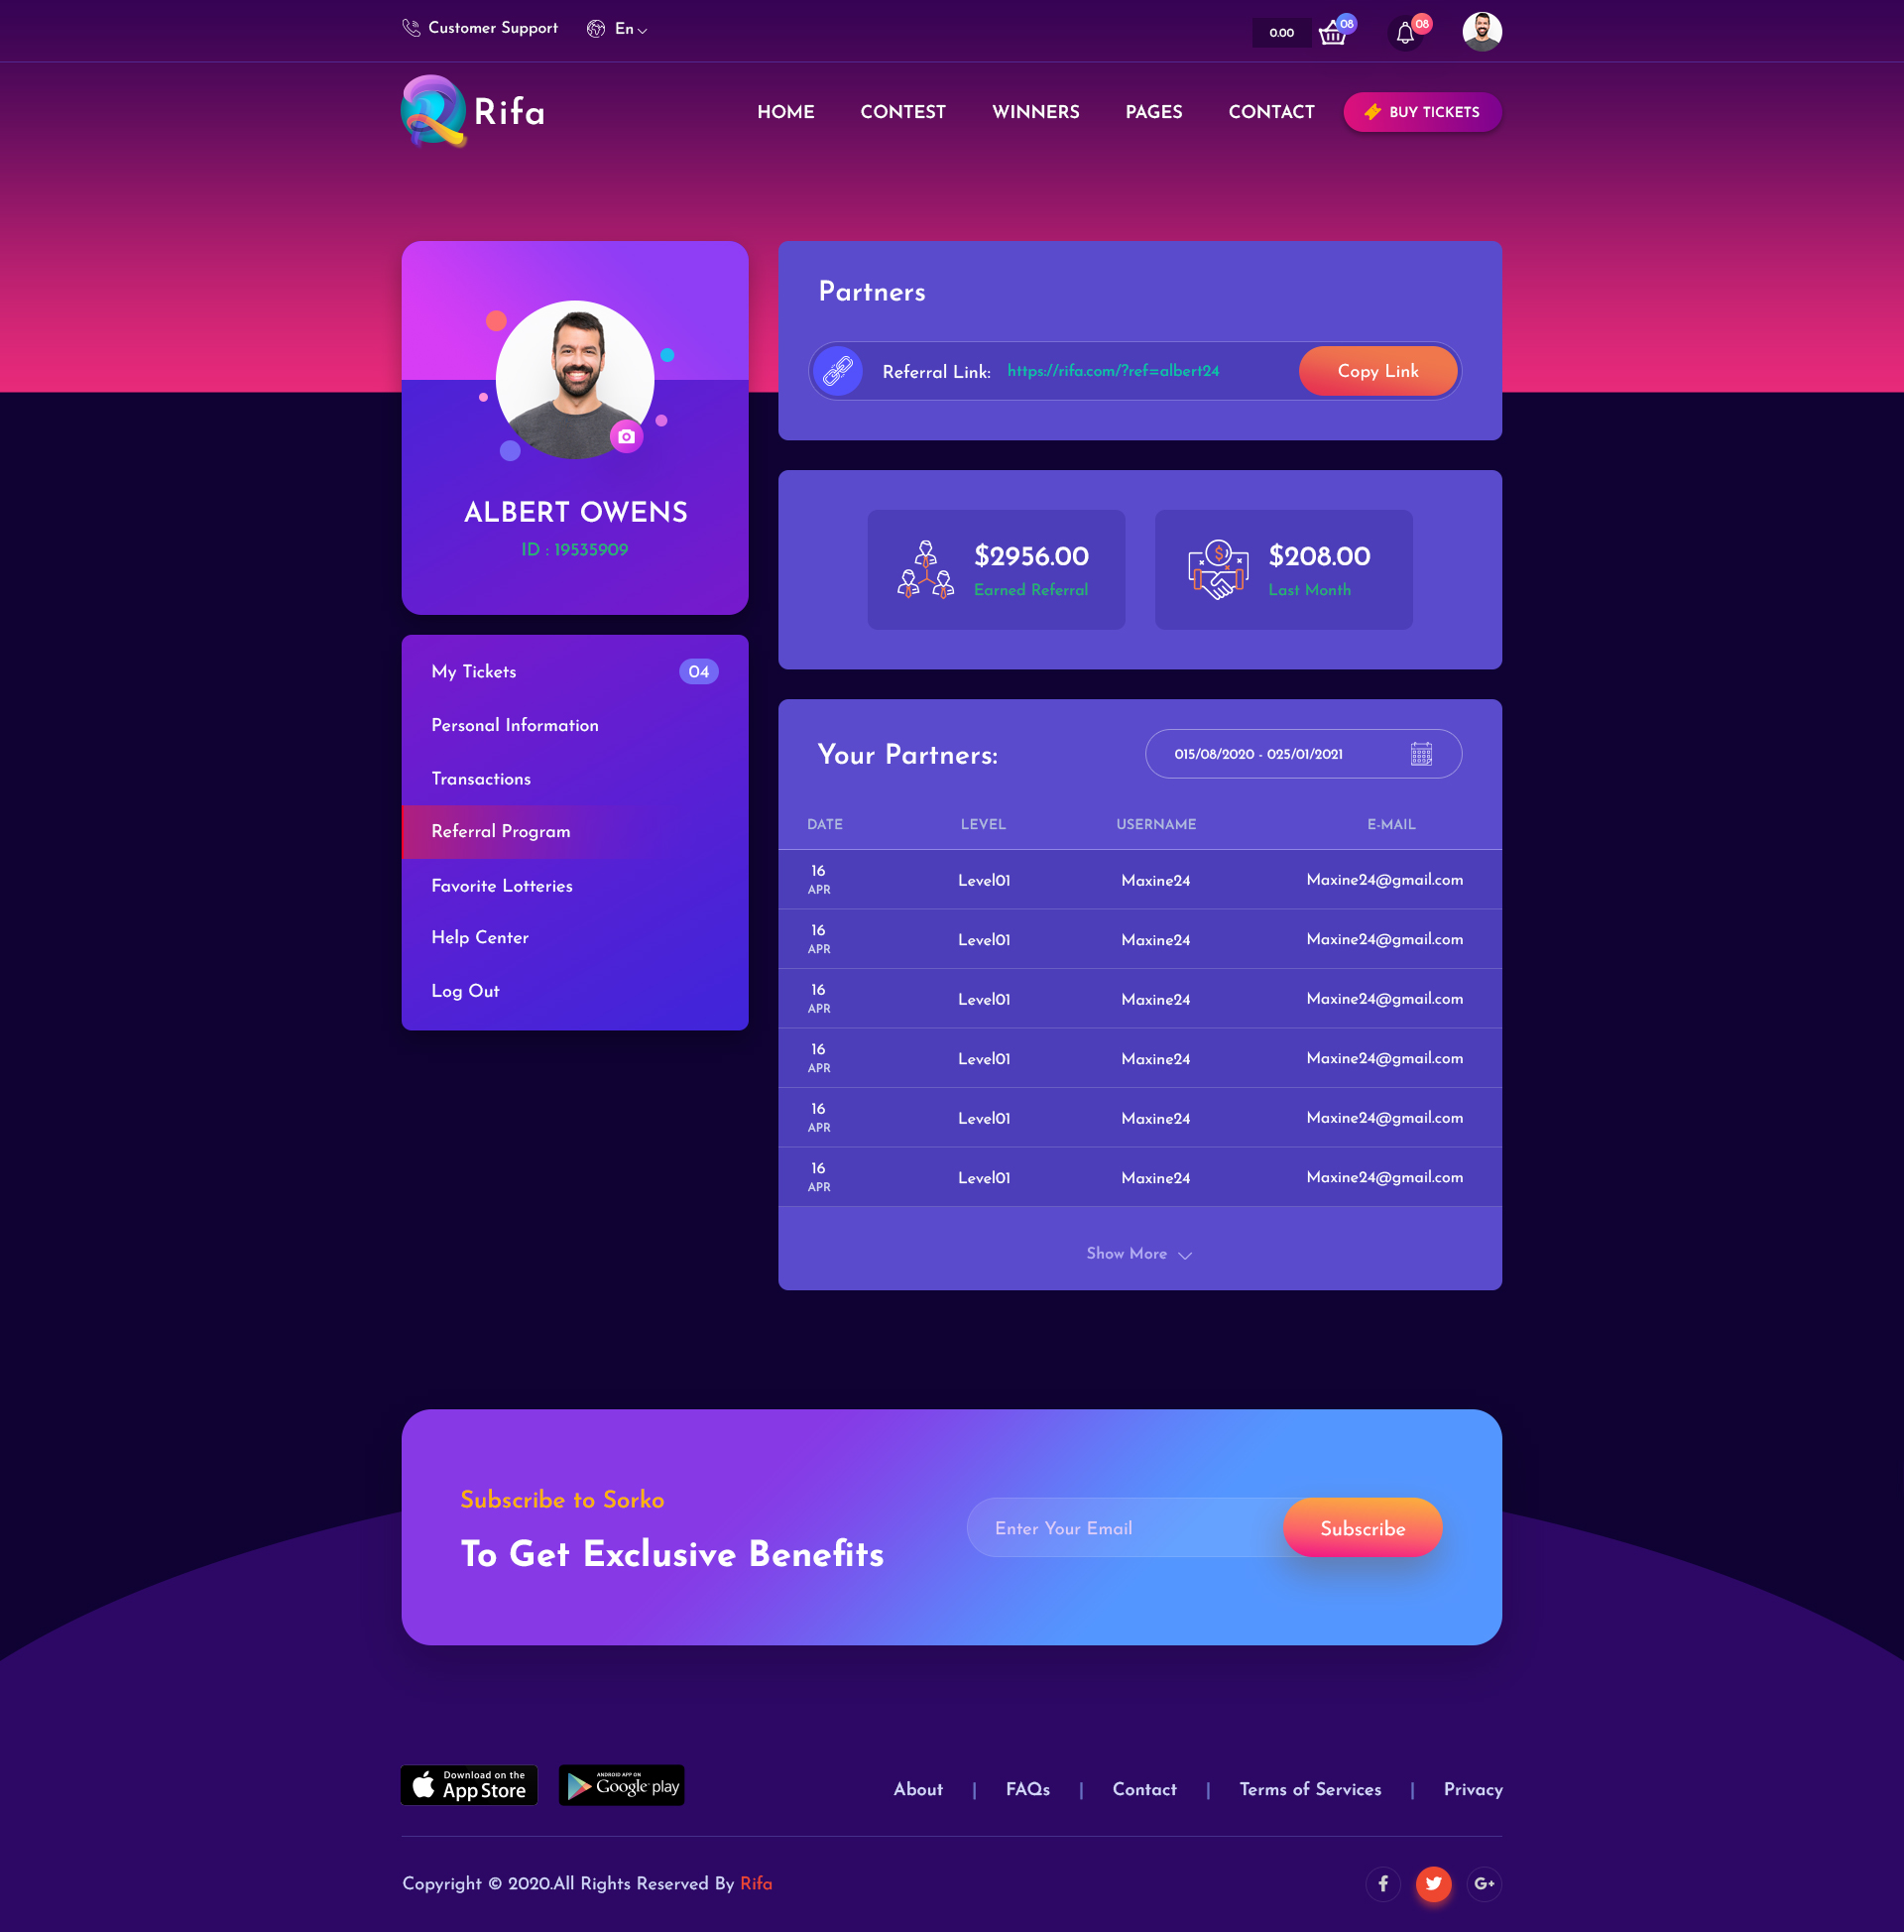 Customer Support
En
0.00
08
08
Rifa
HOME
CONTEST
WINNERS
PAGES
CONTACT
BUY TICKETS
ALBERT OWENS
ID : 19535909
My Tickets
04
Personal Information
Transactions
Referral Program
Favorite Lotteries
Help Center
Log Out
Partners
Referral Link:
https://rifa.com/?ref=albert24
Copy Link
$2956.00
Earned Referral
$208.00
Last Month
Your Partners:
015/08/2020 - 025/01/2021
DATE LEVEL USERNAME E-MAIL
16
APR
Level01 Maxine24 Maxine24@gmail.com
16
APR
Level01 Maxine24 Maxine24@gmail.com
16
APR
Level01 Maxine24 Maxine24@gmail.com
16
APR
Level01 Maxine24 Maxine24@gmail.com
16
APR
Level01 Maxine24 Maxine24@gmail.com
16
APR
Level01 Maxine24 Maxine24@gmail.com
Show More
Subscribe to Sorko
To Get Exclusive Benefits
Enter Your Email
Subscribe
Download on the
App Store
ANDROID APP ON
Google play
About | FAQs | Contact | Terms of Services | Privacy
Copyright © 2020.All Rights Reserved By Rifa